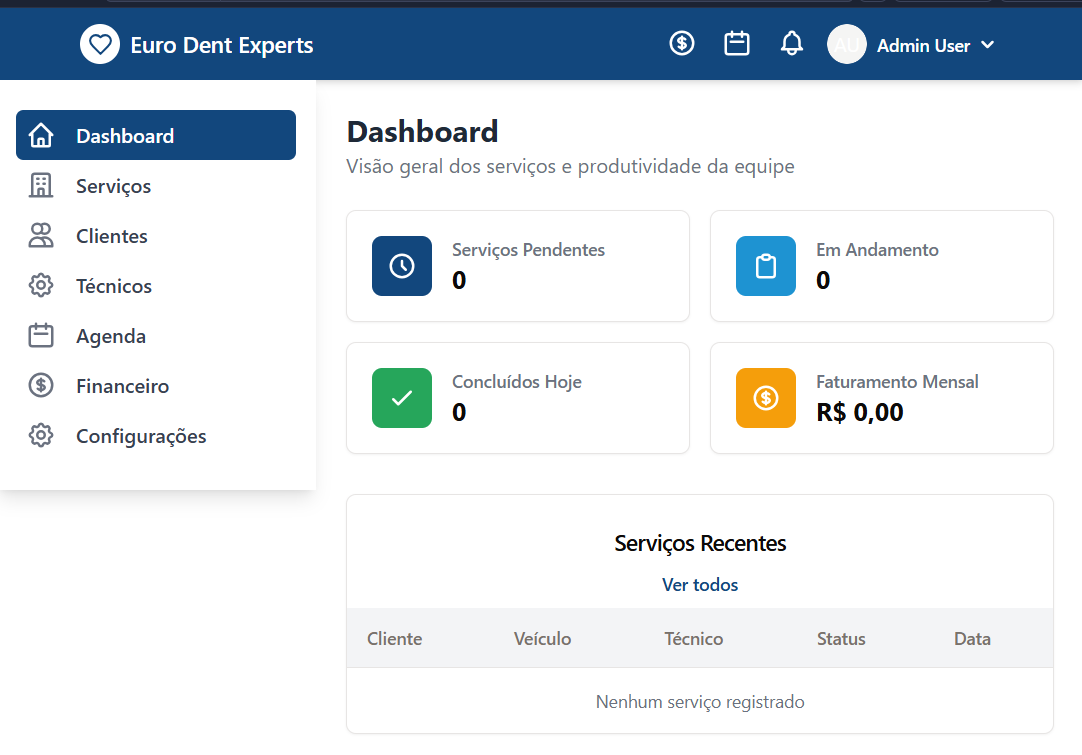 Euro Dent Experts
AU
Admin User
Dashboard
Serviços
Clientes
Técnicos
Agenda
Financeiro
Configurações
Dashboard
Visão geral dos serviços e produtividade da equipe
Serviços Pendentes
0
Em Andamento
0
Concluídos Hoje
0
Faturamento Mensal
R$ 0,00
Serviços Recentes
Ver todos
Cliente Veículo Técnico Status Data
Nenhum serviço registrado